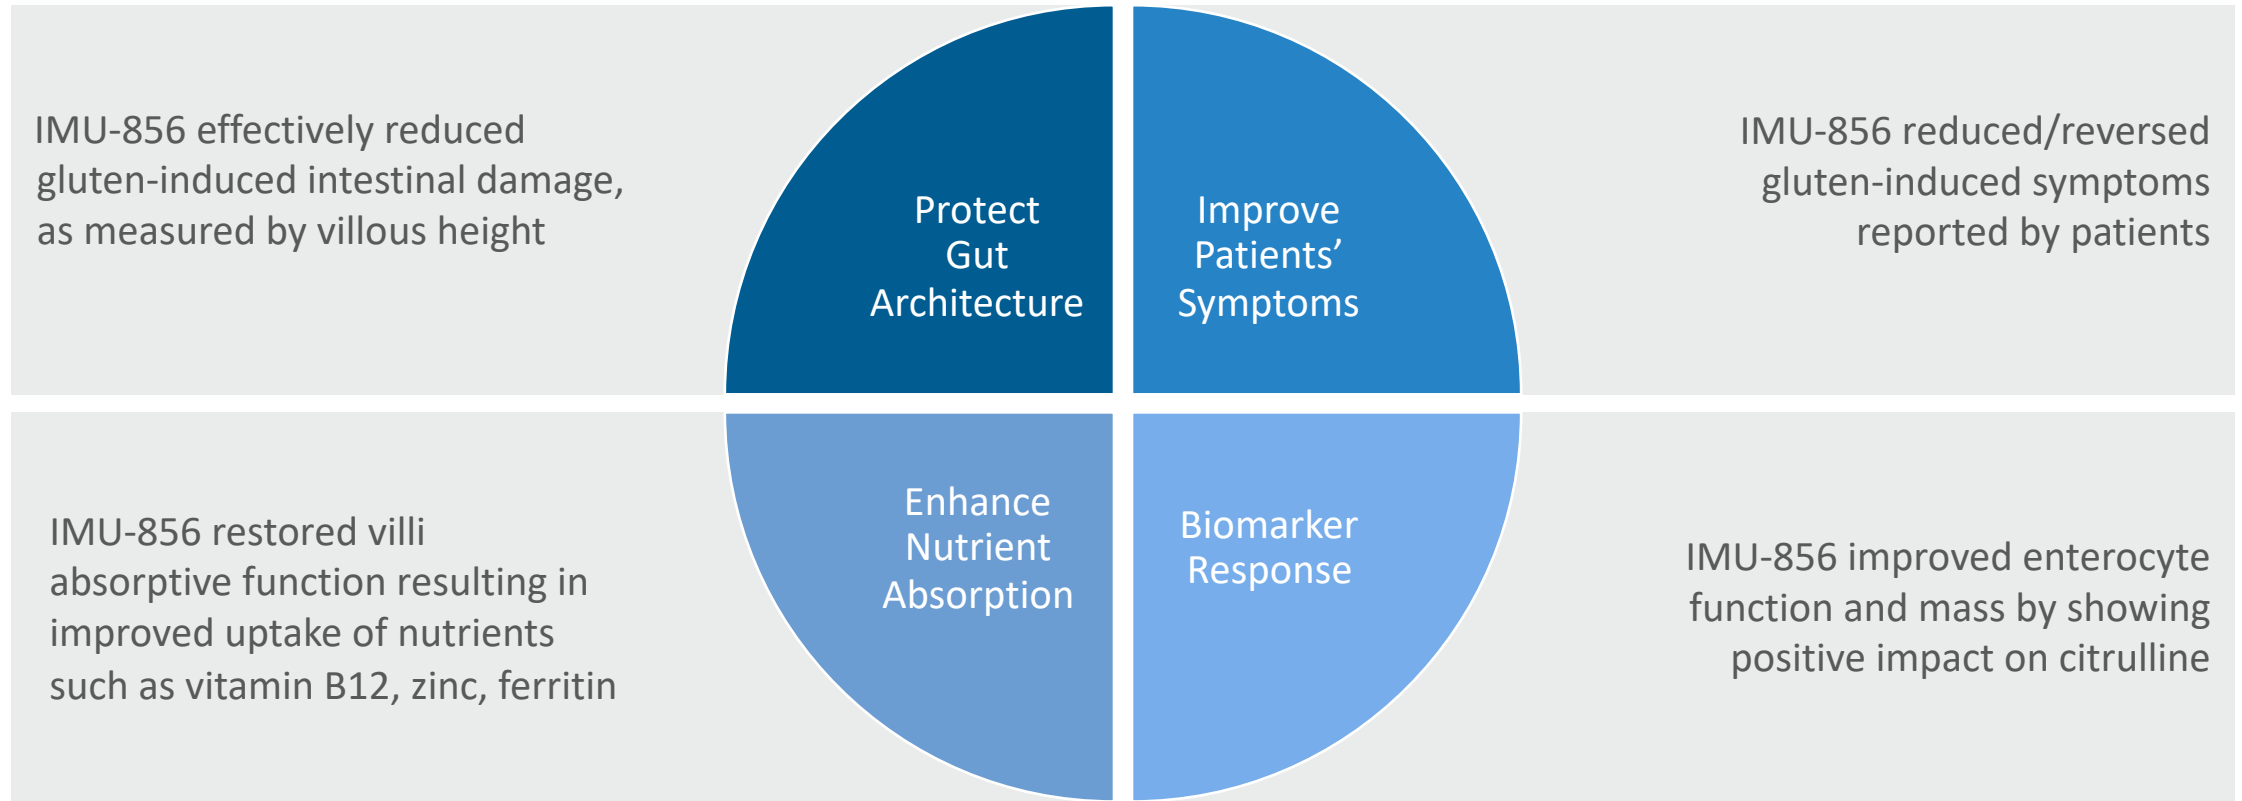 IMU-856 effectively reduced
gluten-induced intestinal damage,
as measured by villous height
Protect
Gut
Architecture
Improve
Patients’
Symptoms
IMU-856 reduced/reversed
gluten-induced symptoms
reported by patients
IMU-856 restored villi
absorptive function resulting in
improved uptake of nutrients
such as vitamin B12, zinc, ferritin
Enhance
Nutrient
Absorption
Biomarker
Response
IMU-856 improved enterocyte
function and mass by showing
positive impact on citrulline